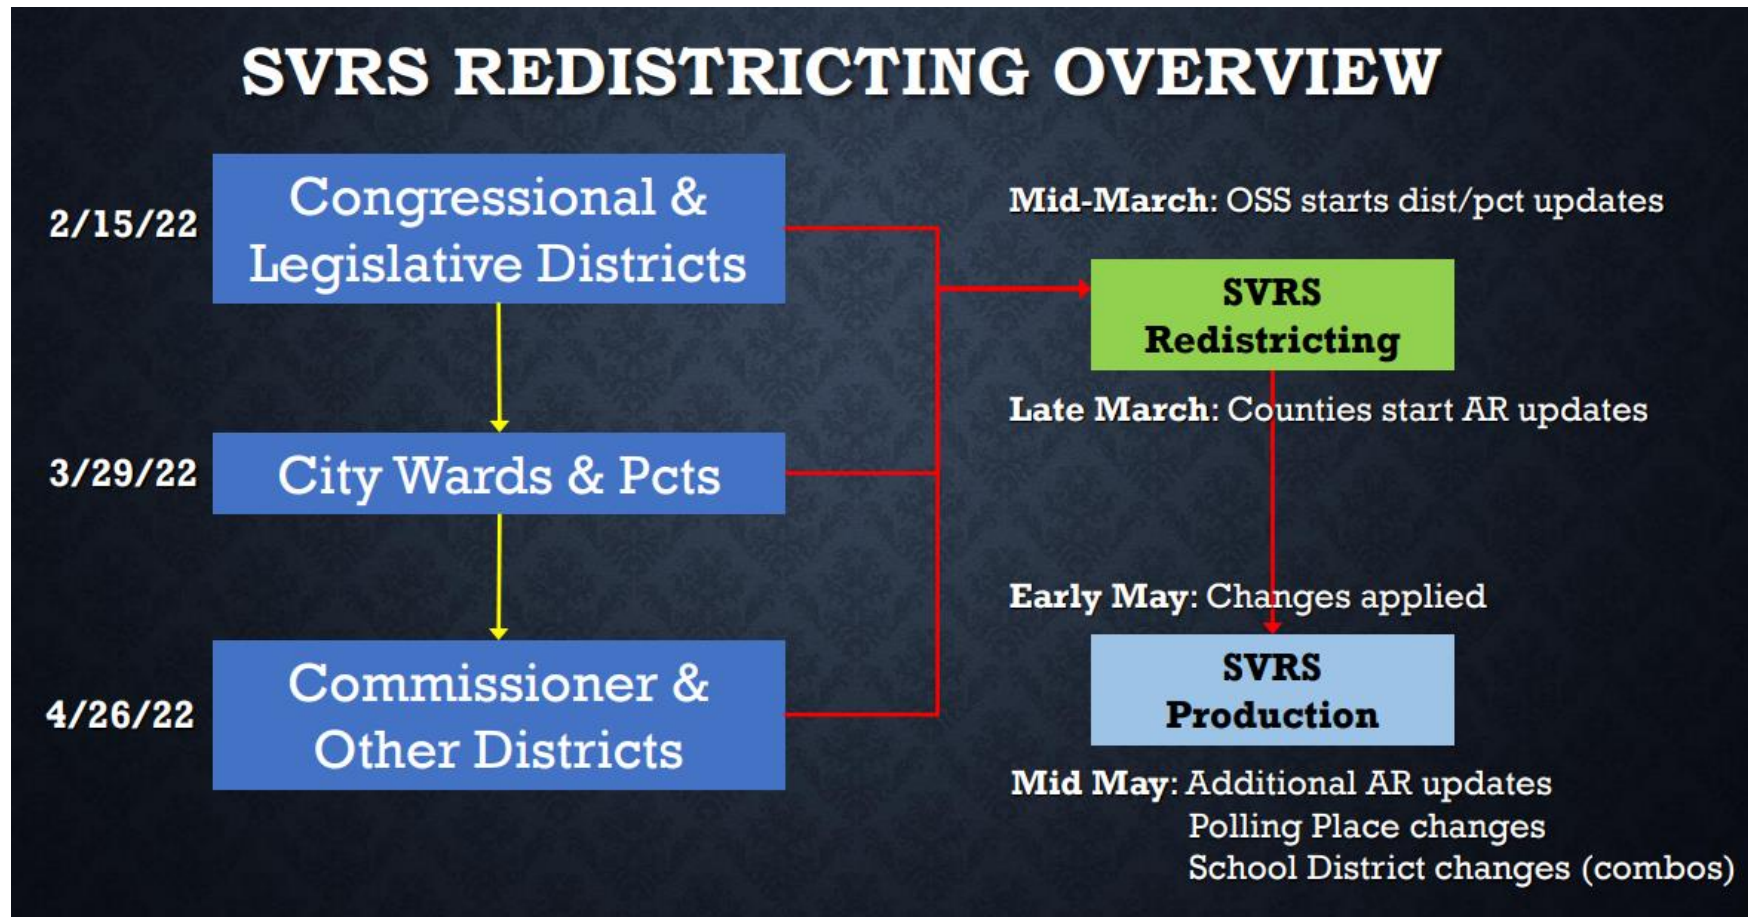 SVRS REDISTRICTING OVERVIEW
2/15/22
Congressional &
Legislative Districts
3/29/22
City Wards & Pcts
4/26/22
Commissioner &
Other Districts
Mid-March: OSS starts dist/pct updates
SVRS
Redistricting
Late March: Counties start AR updates
Early May: Changes applied
SVRS
Production
Mid May: Additional AR updates
Polling Place changes
School District changes (combos)